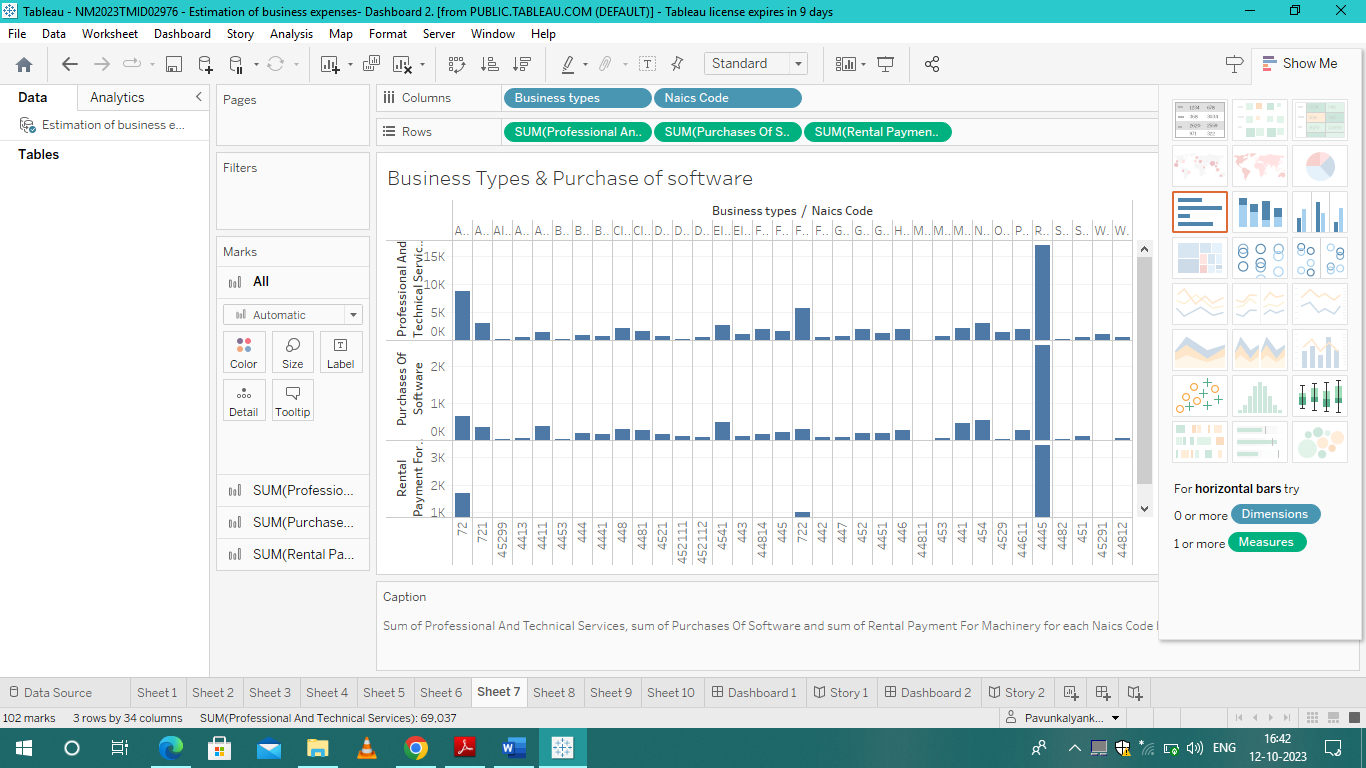 Tableau - NM2023TMID02976 - Estimation of business expenses- Dashboard 2. [from PUBLIC.TABLEAU.COM (DEFAULT)] - Tableau license expires in 9 days
File Data Worksheet Dashboard Story Analysis Map Format Server Window Help
Standard
Show Me
Data Analytics
Estimation of business e...
Tables
Pages
Filters
Marks
All
Automatic
Color Size Label
Detail Tooltip
SUM(Professio...
SUM(Purchase...
SUM(Rental Pa...
Columns Business types Naics Code
Rows SUM(Professional An.. SUM(Purchases Of S.. SUM(Rental Paymen..
Business Types & Purchase of software
Business types / Naics Code
A.. A.. Al.. A.. A.. B.. B.. B.. Cl.. Cl.. D.. D.. D.. El.. El.. F.. F.. F.. F.. G.. G.. G.. H.. M.. M.. M.. N.. O.. P.. R.. S.. S.. W.. W..
Professional And
Technical Servic..
15K
10K
5K
0K
Purchases Of
Software
2K
1K
0K
Rental
Payment For..
3K
2K
1K
72 721 45299 4413 4411 4453 444 4441 448 4481 4521 452111 452112 4541 443 44814 445 722 442 447 452 4451 446 44811 453 441 454 4529 44611 4445 4482 451 45291 44812
Caption
Sum of Professional And Technical Services, sum of Purchases Of Software and sum of Rental Payment For Machinery for each Naics Code
For horizontal bars try
0 or more Dimensions
1 or more Measures
Data Source Sheet 1 Sheet 2 Sheet 3 Sheet 4 Sheet 5 Sheet 6 Sheet 7 Sheet 8 Sheet 9 Sheet 10 Dashboard 1 Story 1 Dashboard 2 Story 2
102 marks 3 rows by 34 columns SUM(Professional And Technical Services): 69,037
Pavunkalyank...
ENG
16:42
12-10-2023